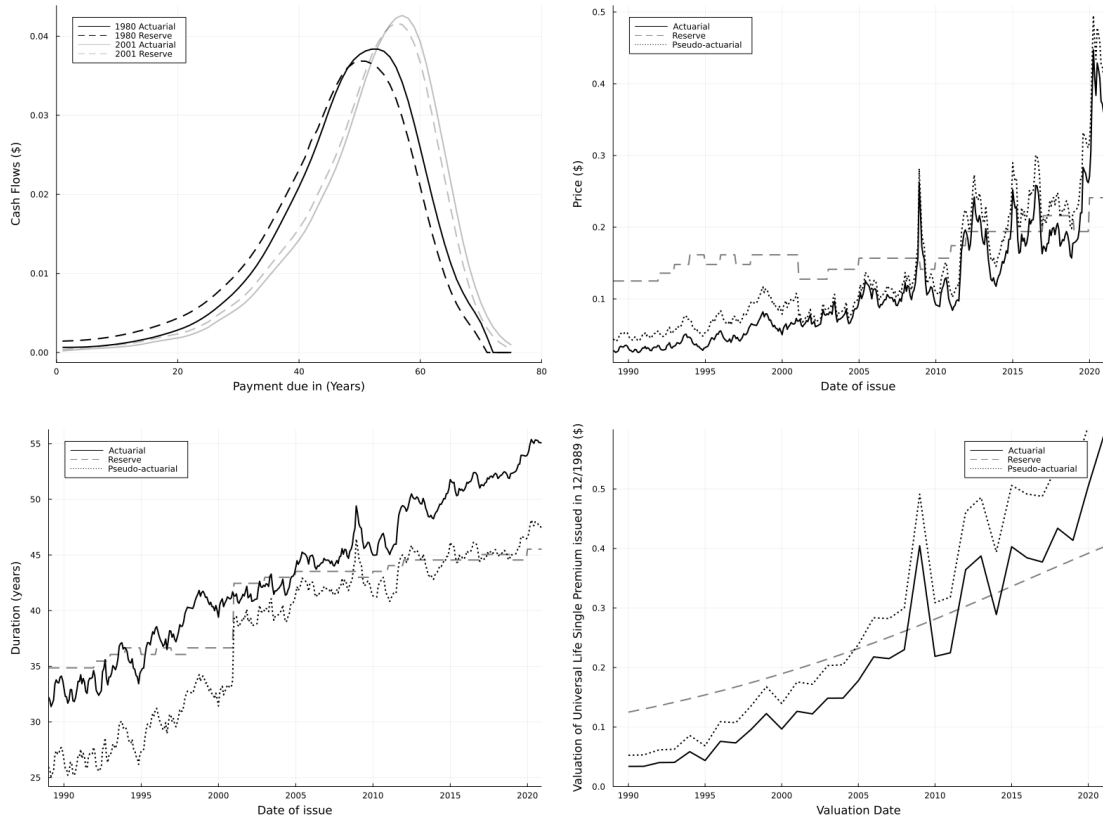 1980 Actuarial
1980 Reserve
2001 Actuarial
2001 Reserve
Cash Flows ($)
0.04
0.03
0.02
0.01
0.00
0
20
40
60
80
Payment due in (Years)
Actuarial
Reserve
Pseudo-actuarial
Price ($)
0.5
0.4
0.3
0.2
0.1
1990
1995
2000
2005
2010
2015
2020
Date of issue
Actuarial
Reserve
Pseudo-actuarial
Duration (years)
55
50
45
40
35
30
25
1990
1995
2000
2005
2010
2015
2020
Date of issue
Actuarial
Reserve
Pseudo-actuarial
Valuation of Universal Life Single Premium issued in 12/1989 ($)
0.5
0.4
0.3
0.2
0.1
0.0
1990
1995
2000
2005
2010
2015
2020
Valuation Date